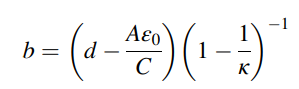 b = (d − Aε₀/C)(1 − 1/κ)⁻¹